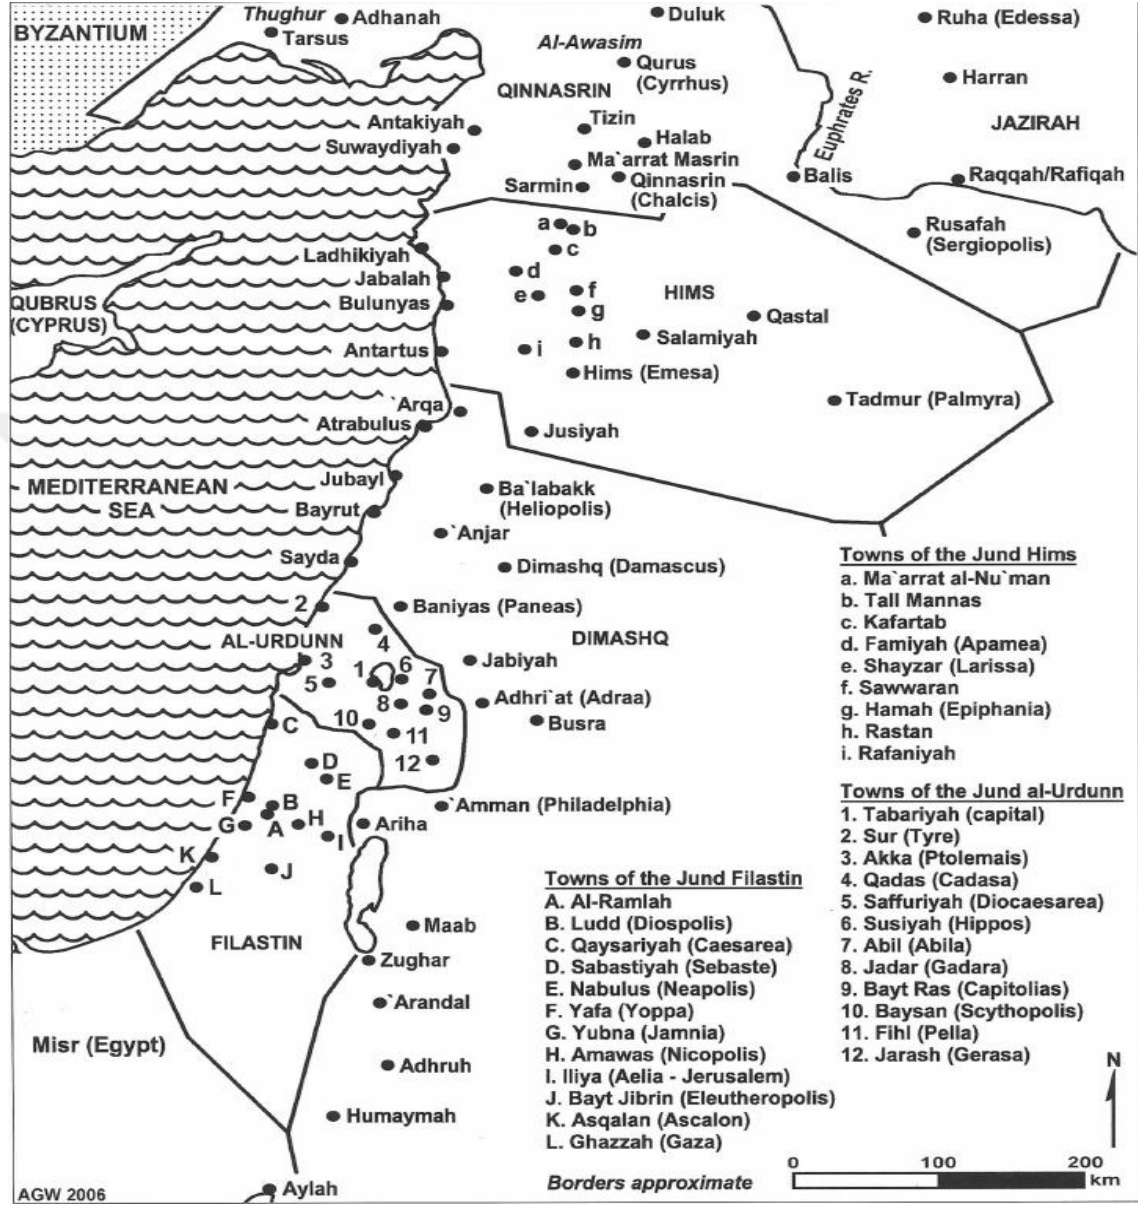 BYZANTIUM
Thughur
Adhanah
Tarsus
Duluk
Ruha (Edessa)
Al-Awasim
Qurus
(Cyrrhus)
QINNASRIN
Harran
Euphrates R.
JAZIRAH
Antakiyah
Tizin
Halab
Suwaydiyah
Ma`arrat Masrin
Sarmin
Qinnasrin
(Chalcis)
Balis
Raqqah/Rafiqah
a
b
Rusafah
(Sergiopolis)
Ladhikiyah
c
d
Jabalah
QUBRUS
(CYPRUS)
Bulunyas
e
f
HIMS
g
Qastal
Salamiyah
Antartus
i
h
Hims (Emesa)
`Arqa
Tadmur (Palmyra)
Atrabulus
Jusiyah
Jubayl
MEDITERRANEAN
SEA
Ba`labakk
(Heliopolis)
Bayrut
`Anjar
Sayda
Dimashq (Damascus)
2
Baniyas (Paneas)
AL-URDUNN
4
DIMASHQ
3
Jabiyah
5
1
6
7
Adhri`at (Adraa)
8
9
C
10
11
Busra
D
E
12
F
B
`Amman (Philadelphia)
G
A
H
Ariha
I
K
J
L
FILASTIN
Maab
Zughar
`Arandal
Misr (Egypt)
Adhruh
Humaymah
Aylah
AGW 2006
Towns of the Jund Hims
a. Ma`arrat al-Nu`man
b. Tall Mannas
c. Kafartab
d. Famiyah (Apamea)
e. Shayzar (Larissa)
f. Sawwaran
g. Hamah (Epiphania)
h. Rastan
i. Rafaniyah
Towns of the Jund al-Urdunn
1. Tabariyah (capital)
2. Sur (Tyre)
3. Akka (Ptolemais)
4. Qadas (Cadasa)
5. Saffuriyah (Diocaesarea)
6. Susiyah (Hippos)
7. Abil (Abila)
8. Jadar (Gadara)
9. Bayt Ras (Capitolias)
10. Baysan (Scythopolis)
11. Fihl (Pella)
12. Jarash (Gerasa)
Towns of the Jund Filastin
A. Al-Ramlah
B. Ludd (Diospolis)
C. Qaysariyah (Caesarea)
D. Sabastiyah (Sebaste)
E. Nabulus (Neapolis)
F. Yafa (Yoppa)
G. Yubna (Jamnia)
H. Amawas (Nicopolis)
I. Iliya (Aelia - Jerusalem)
J. Bayt Jibrin (Eleutheropolis)
K. Asqalan (Ascalon)
L. Ghazzah (Gaza)
Borders approximate
N
0 100 200
km